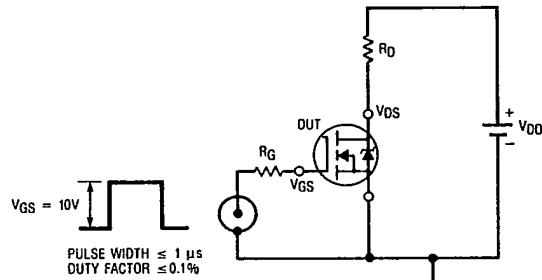 RD
VDS
DUT
+
VDD
-
RG
VGS
VGS = 10V
PULSE WIDTH ≤ 1 µs
DUTY FACTOR ≤ 0.1%